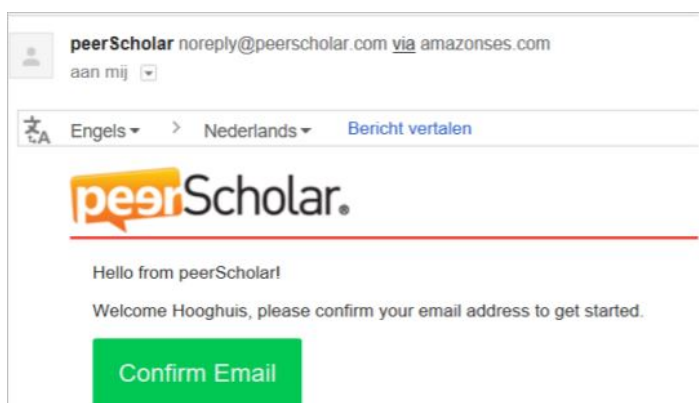 peerScholar noreply@peerscholar.com via amazonses.com
aan mij
Engels > Nederlands Bericht vertalen
peerScholar®
Hello from peerScholar!
Welcome Hooghuis, please confirm your email address to get started.
Confirm Email